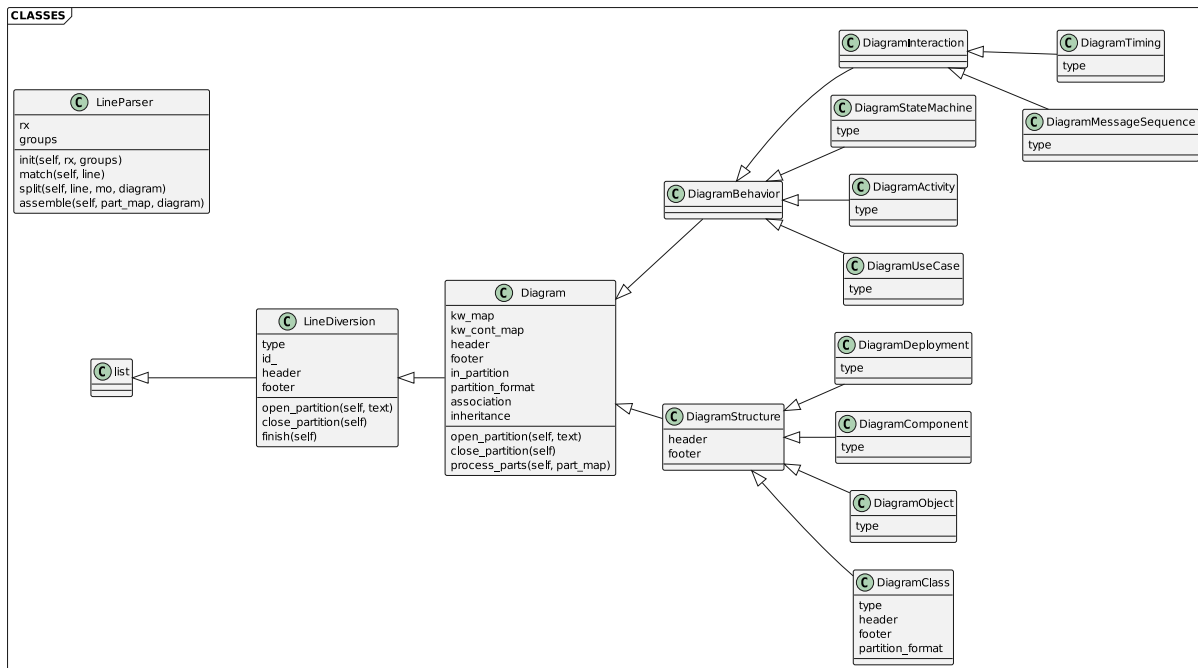 CLASSES
C LineParser
rx
groups
init(self, rx, groups)
match(self, line)
split(self, line, mo, diagram)
assemble(self, part_map, diagram)
C list
C LineDiversion
type
id_
header
footer
open_partition(self, text)
close_partition(self)
finish(self)
C Diagram
kw_map
kw_cont_map
header
footer
in_partition
partition_format
association
inheritance
open_partition(self, text)
close_partition(self)
process_parts(self, part_map)
C DiagramBehavior
C DiagramStructure
header
footer
C DiagramInteraction
C DiagramStateMachine
type
C DiagramActivity
type
C DiagramUseCase
type
C DiagramDeployment
type
C DiagramComponent
type
C DiagramObject
type
C DiagramClass
type
header
footer
partition_format
C DiagramTiming
type
C DiagramMessageSequence
type